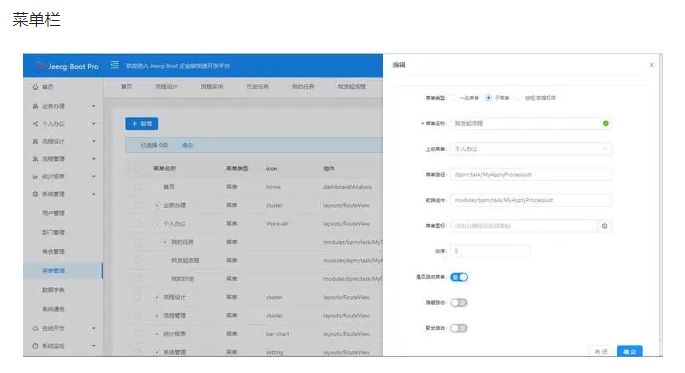 菜单栏
Jeecg-Boot Pro
欢迎进入 Jeecg-Boot 企业级快速开发平台
首页 流程设计 流程实例 历史任务 我的任务 我发起流程
首页
业务办理
个人办公
流程设计
流程管理
统计报表
系统管理
用户管理
部门管理
角色管理
菜单管理
数据字典
系统通告
在线开发
系统监控
+ 新增
已选择 0项 清空
菜单名称 菜单类型 icon 组件
首页 菜单 home dashboard/Analysis
业务办理 菜单 cluster layouts/RouteView
个人办公 菜单 share-alt layouts/RouteView
我的任务 菜单 modules/bpm/task/MyT
我发起流程 菜单 modules/bpm/task/MyA
我的抄送 菜单 modules/bpm/task/MyC
流程设计 菜单 cluster layouts/RouteView
流程管理 菜单 cluster layouts/RouteView
统计报表 菜单 bar-chart layouts/RouteView
系统管理 菜单 setting layouts/RouteView
编辑
菜单类型: 一级菜单 子菜单 按钮/数据权限
* 菜单名称: 我发起流程
上级菜单: 个人办公
菜单路径: /bpm/task/MyApplyProcessList
前端组件: modules/bpm/task/MyApplyProcessList
菜单图标: 点击右侧按钮选择图标
排序: 5
是否路由菜单: 是
隐藏路由: 否
聚合路由: 否
关闭 确定